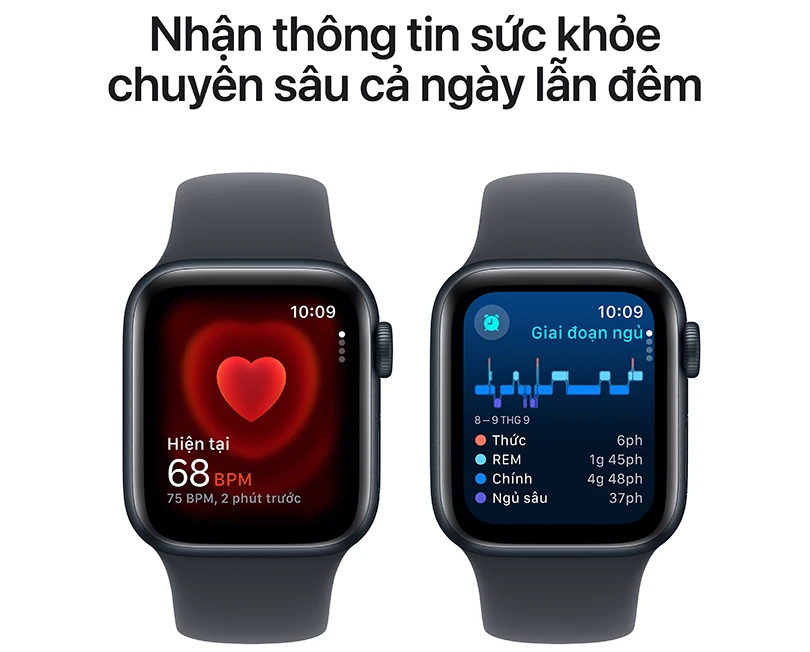 Nhận thông tin sức khỏe
chuyên sâu cả ngày lẫn đêm
10:09
Hiện tại
68 BPM
75 BPM, 2 phút trước
10:09
Giai đoạn ngủ
8–9 THG 9
Thức 6ph
REM 1g 45ph
Chính 4g 48ph
Ngủ sâu 37ph